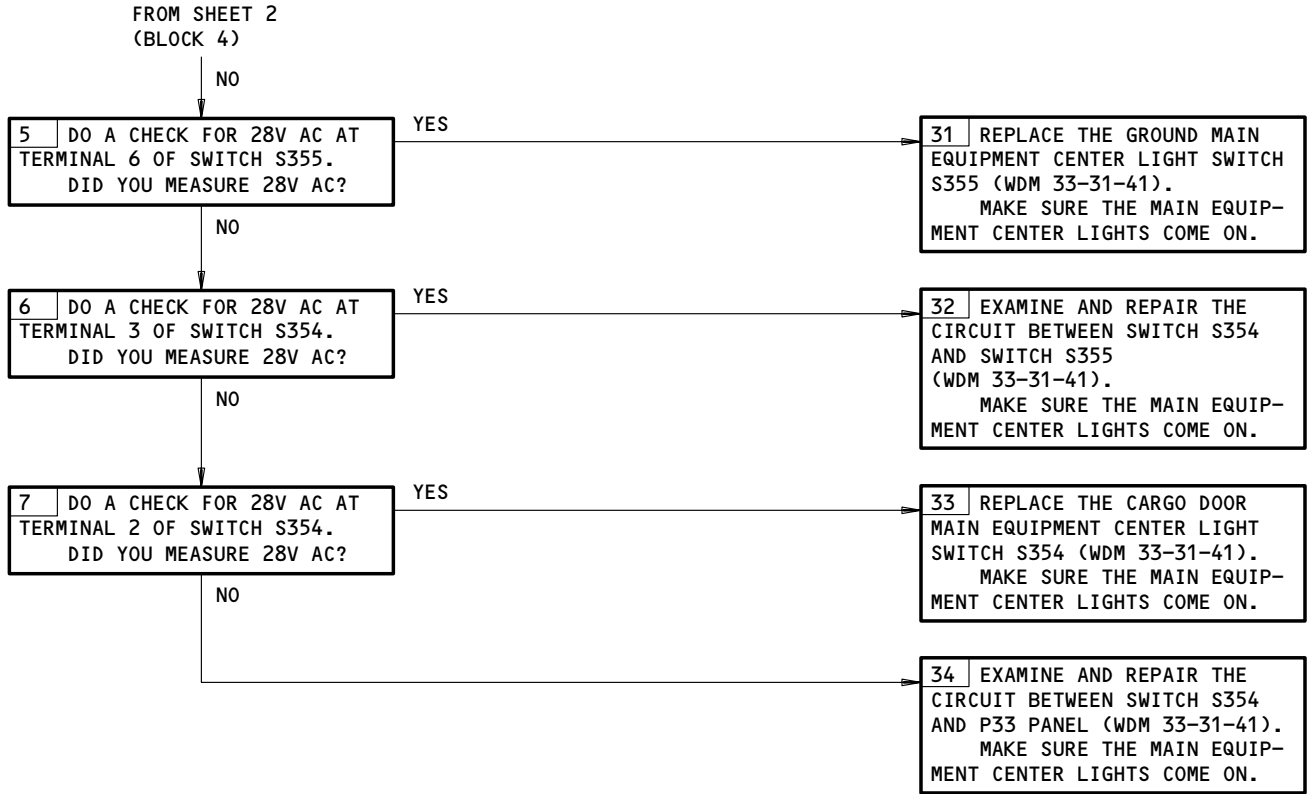 FROM SHEET 2
(BLOCK 4)
NO
5 DO A CHECK FOR 28V AC AT
TERMINAL 6 OF SWITCH S355.
DID YOU MEASURE 28V AC?
YES
31 REPLACE THE GROUND MAIN
EQUIPMENT CENTER LIGHT SWITCH
S355 (WDM 33-31-41).
MAKE SURE THE MAIN EQUIP-
MENT CENTER LIGHTS COME ON.
NO
6 DO A CHECK FOR 28V AC AT
TERMINAL 3 OF SWITCH S354.
DID YOU MEASURE 28V AC?
YES
32 EXAMINE AND REPAIR THE
CIRCUIT BETWEEN SWITCH S354
AND SWITCH S355
(WDM 33-31-41).
MAKE SURE THE MAIN EQUIP-
MENT CENTER LIGHTS COME ON.
NO
7 DO A CHECK FOR 28V AC AT
TERMINAL 2 OF SWITCH S354.
DID YOU MEASURE 28V AC?
YES
33 REPLACE THE CARGO DOOR
MAIN EQUIPMENT CENTER LIGHT
SWITCH S354 (WDM 33-31-41).
MAKE SURE THE MAIN EQUIP-
MENT CENTER LIGHTS COME ON.
NO
34 EXAMINE AND REPAIR THE
CIRCUIT BETWEEN SWITCH S354
AND P33 PANEL (WDM 33-31-41).
MAKE SURE THE MAIN EQUIP-
MENT CENTER LIGHTS COME ON.